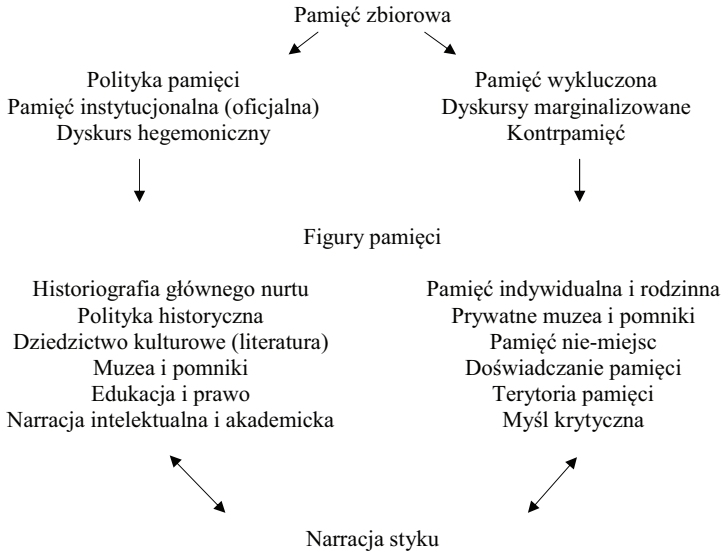 Pamięć zbiorowa
Polityka pamięci
Pamięć instytucjonalna (oficjalna)
Dyskurs hegemoniczny
Pamięć wykluczona
Dyskursy marginalizowane
Kontrpamięć
Figury pamięci
Historiografia głównego nurtu
Polityka historyczna
Dziedzictwo kulturowe (literatura)
Muzea i pomniki
Edukacja i prawo
Narracja intelektualna i akademicka
Pamięć indywidualna i rodzinna
Prywatne muzea i pomniki
Pamięć nie-miejsc
Doświadczanie pamięci
Terytoria pamięci
Myśl krytyczna
Narracja styku